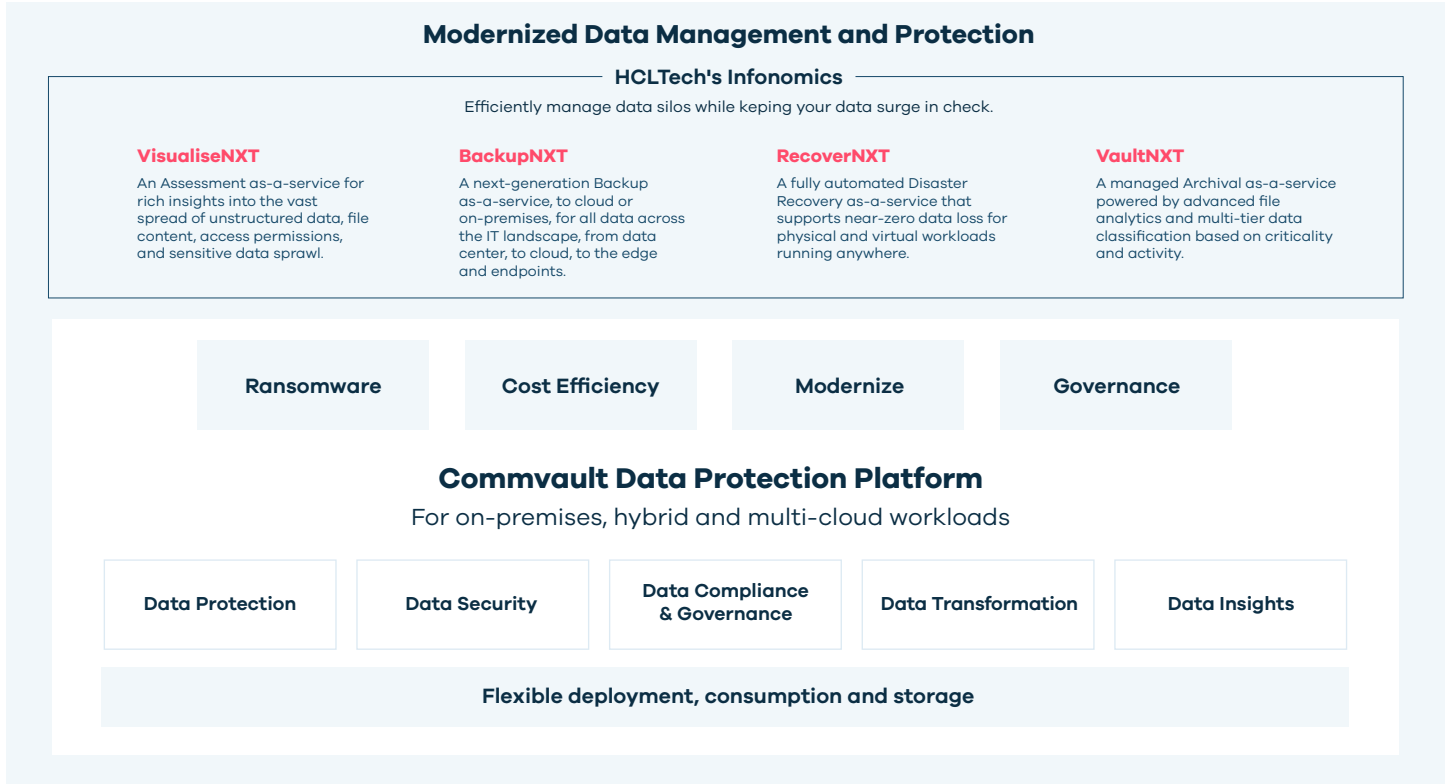 Modernized Data Management and Protection
HCLTech's Infonomics
Efficiently manage data silos while keping your data surge in check.
VisualiseNXT
An Assessment as-a-service for
rich insights into the vast
spread of unstructured data, file
content, access permissions,
and sensitive data sprawl.
BackupNXT
A next-generation Backup
as-a-service, to cloud or
on-premises, for all data across
the IT landscape, from data
center, to cloud, to the edge
and endpoints.
RecoverNXT
A fully automated Disaster
Recovery as-a-service that
supports near-zero data loss for
physical and virtual workloads
running anywhere.
VaultNXT
A managed Archival as-a-service
powered by advanced file
analytics and multi-tier data
classification based on criticality
and activity.
Ransomware
Cost Efficiency
Modernize
Governance
Commvault Data Protection Platform
For on-premises, hybrid and multi-cloud workloads
Data Protection
Data Security
Data Compliance
& Governance
Data Transformation
Data Insights
Flexible deployment, consumption and storage